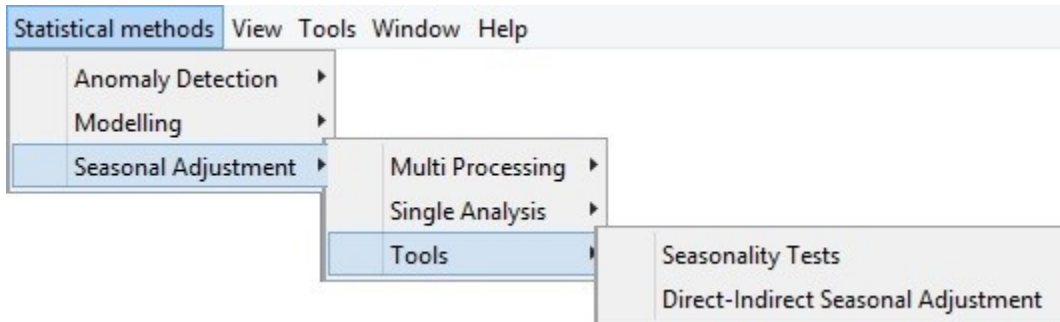 Statistical methods View Tools Window Help
Anomaly Detection
Modelling
Seasonal Adjustment
Multi Processing
Single Analysis
Tools
Seasonality Tests
Direct-Indirect Seasonal Adjustment